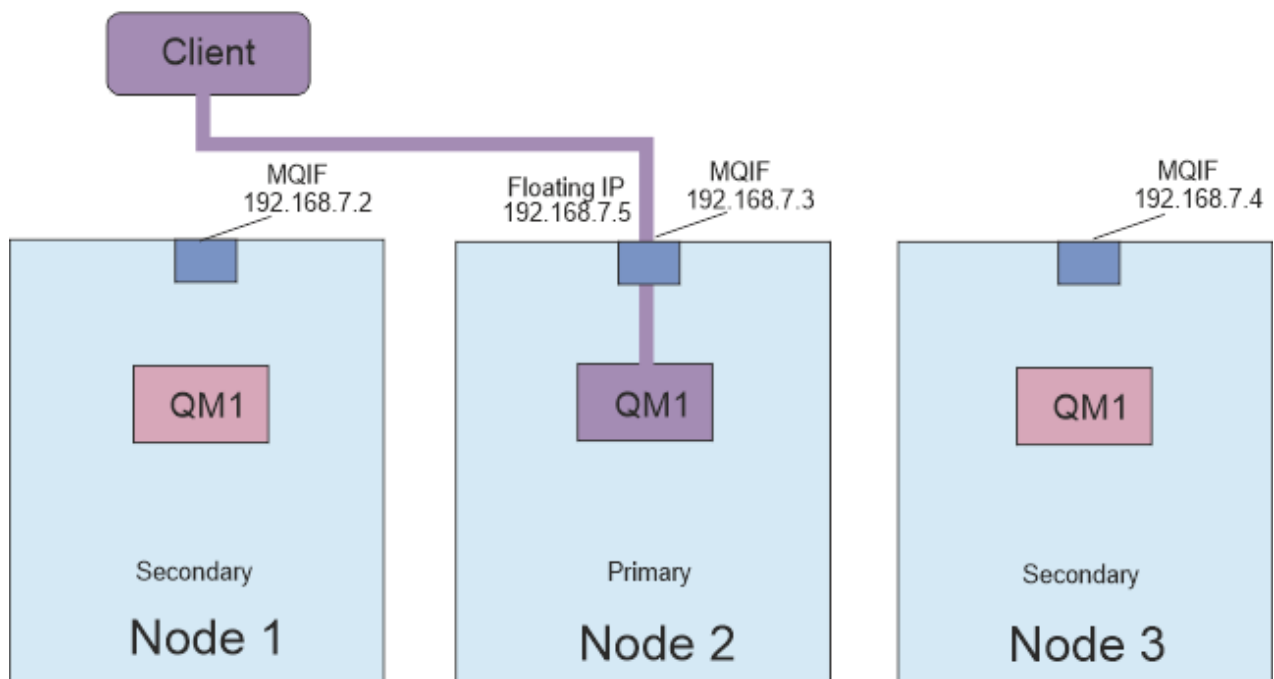 Client
MQIF
192.168.7.2
Floating IP
192.168.7.5
MQIF
192.168.7.3
MQIF
192.168.7.4
QM1
QM1
QM1
Secondary
Primary
Secondary
Node 1
Node 2
Node 3